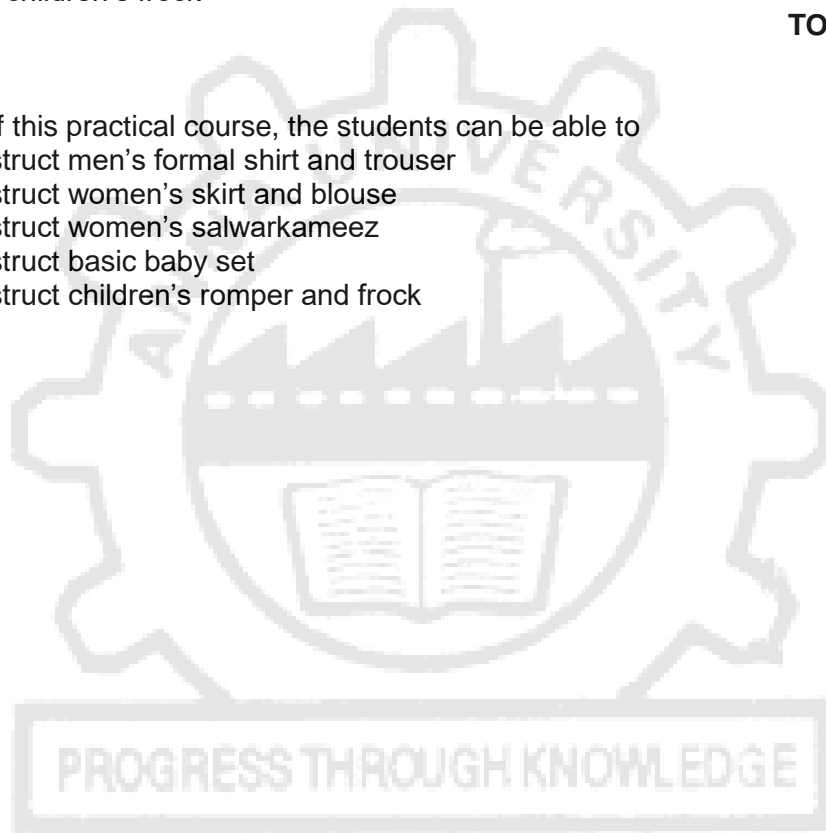 children's frock
TO
f this practical course, the students can be able to
struct men's formal shirt and trouser
struct women's skirt and blouse
struct women's salwarkameez
struct basic baby set
struct children's romper and frock
ANNA UNIVERSITY
PROGRESS THROUGH KNOWLEDGE